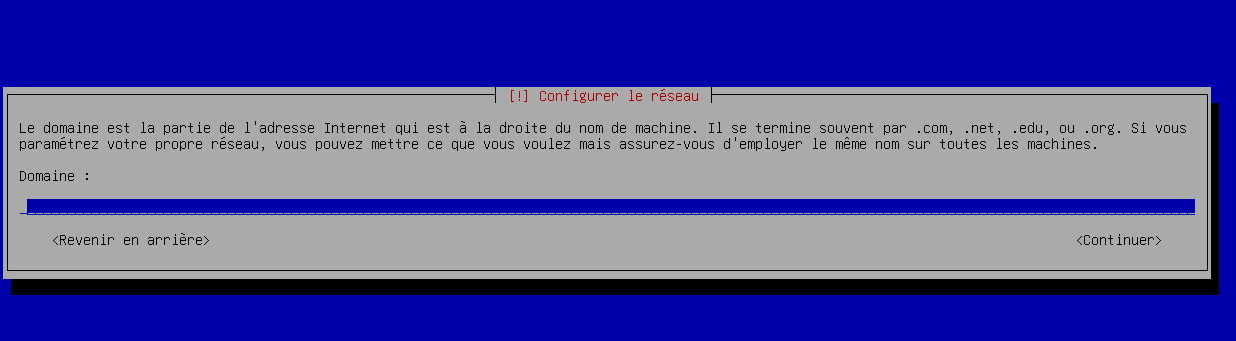 [!] Configurer le réseau
Le domaine est la partie de l'adresse Internet qui est à la droite du nom de machine. Il se termine souvent par .com, .net, .edu, ou .org. Si vous
paramétrez votre propre réseau, vous pouvez mettre ce que vous voulez mais assurez-vous d'employer le même nom sur toutes les machines.
Domaine :
<Revenir en arrière> <Continuer>